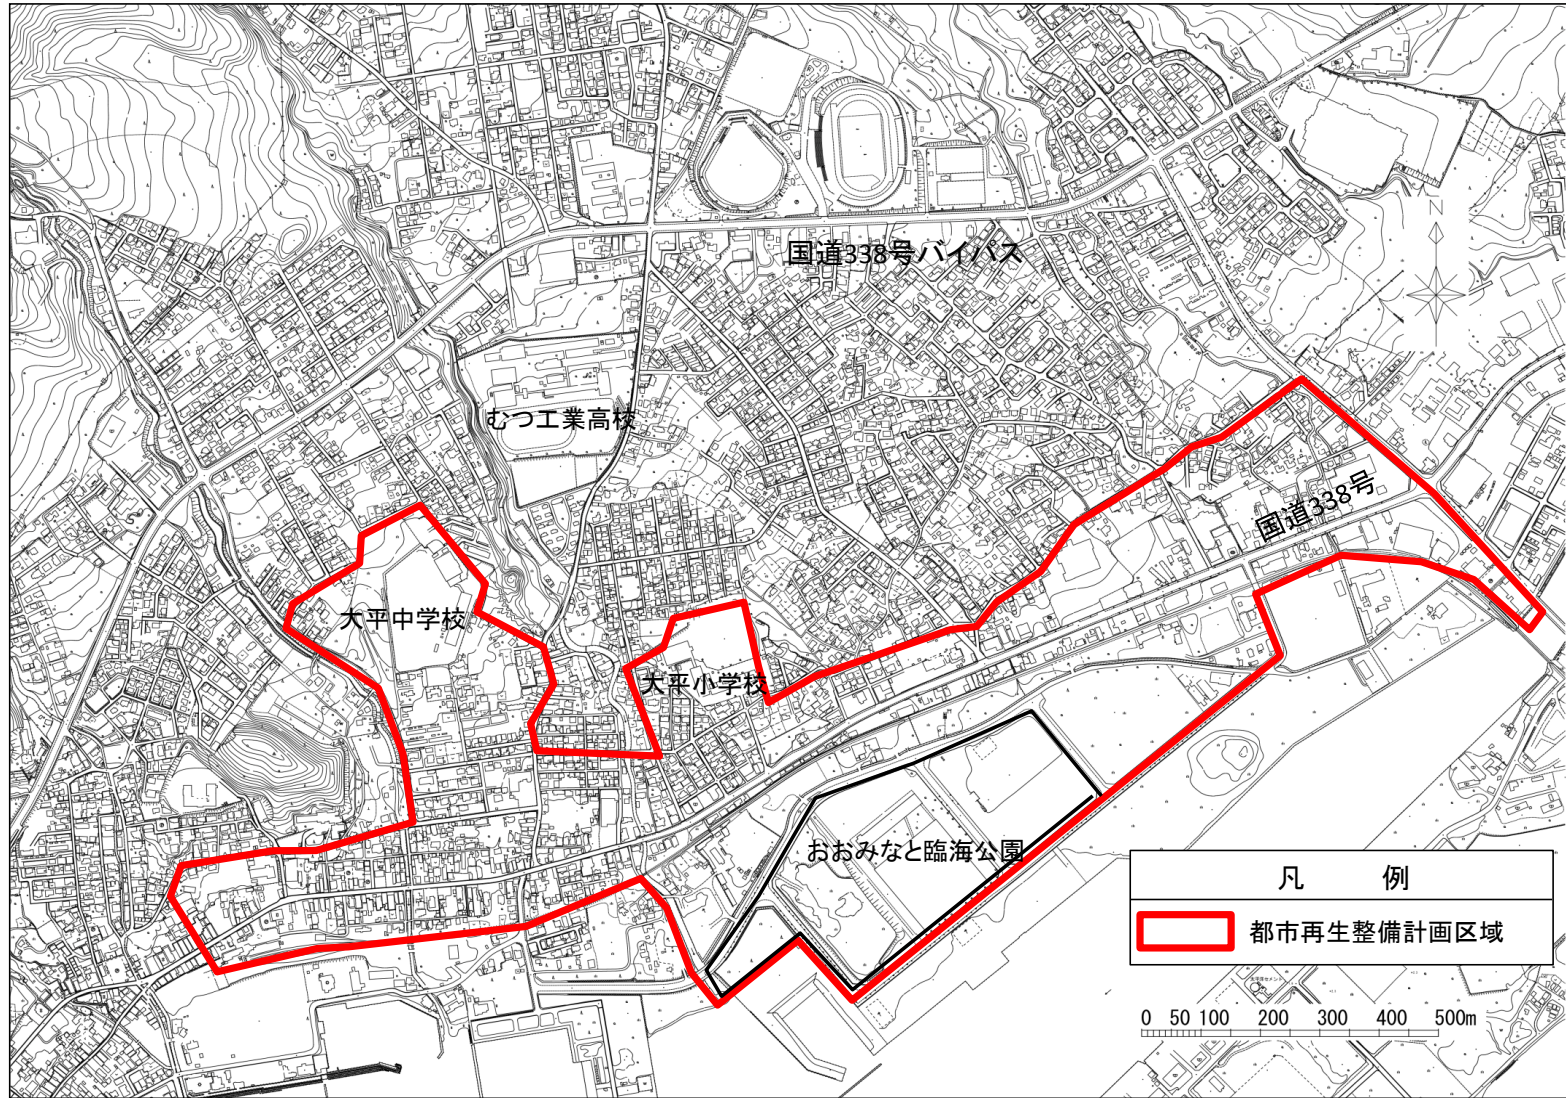 N
国道338号バイパス
むつ工業高校
国道338号
大平中学校
大平小学校
おおみなと臨海公園
凡 例
都市再生整備計画区域
0 50 100 200 300 400 500m